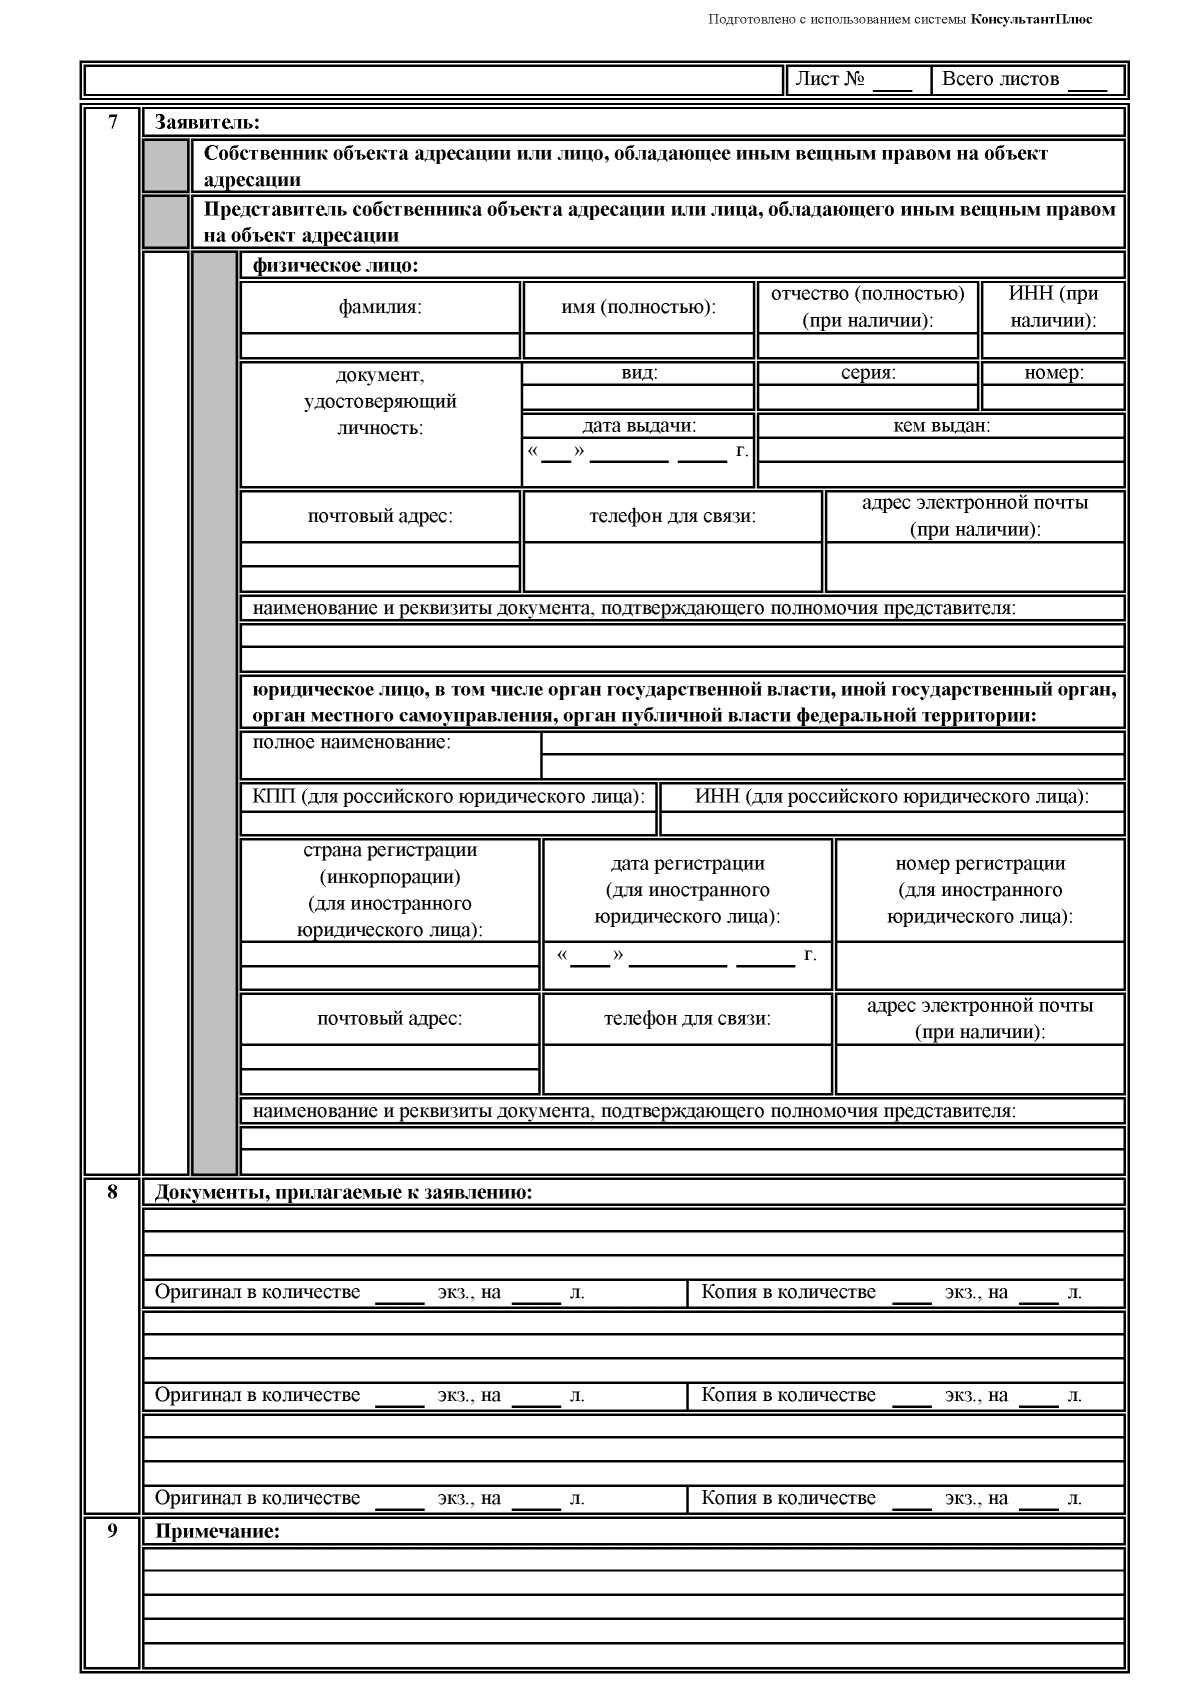 Подготовлено с использованием системы КонсультантПлюс
Лист № ____ Всего листов ____
7 Заявитель:
Собственник объекта адресации или лицо, обладающее иным вещным правом на объект
адресации
Представитель собственника объекта адресации или лица, обладающего иным вещным правом
на объект адресации
физическое лицо:
фамилия:
имя (полностью):
отчество (полностью)
(при наличии):
ИНН (при
наличии):
документ,
удостоверяющий
личность:
вид:
серия:
номер:
дата выдачи:
кем выдан:
« ___ » ________ _____ г.
почтовый адрес:
телефон для связи:
адрес электронной почты
(при наличии):
наименование и реквизиты документа, подтверждающего полномочия представителя:
юридическое лицо, в том числе орган государственной власти, иной государственный орган,
орган местного самоуправления, орган публичной власти федеральной территории:
полное наименование:
КПП (для российского юридического лица):
ИНН (для российского юридического лица):
страна регистрации
(инкорпорации)
(для иностранного
юридического лица):
дата регистрации
(для иностранного
юридического лица):
номер регистрации
(для иностранного
юридического лица):
« ____ » __________ ______ г.
почтовый адрес:
телефон для связи:
адрес электронной почты
(при наличии):
наименование и реквизиты документа, подтверждающего полномочия представителя:
8 Документы, прилагаемые к заявлению:
Оригинал в количестве _____ экз., на _____ л. Копия в количестве ____ экз., на ____ л.
Оригинал в количестве _____ экз., на _____ л. Копия в количестве ____ экз., на ____ л.
Оригинал в количестве _____ экз., на _____ л. Копия в количестве ____ экз., на ____ л.
9 Примечание: